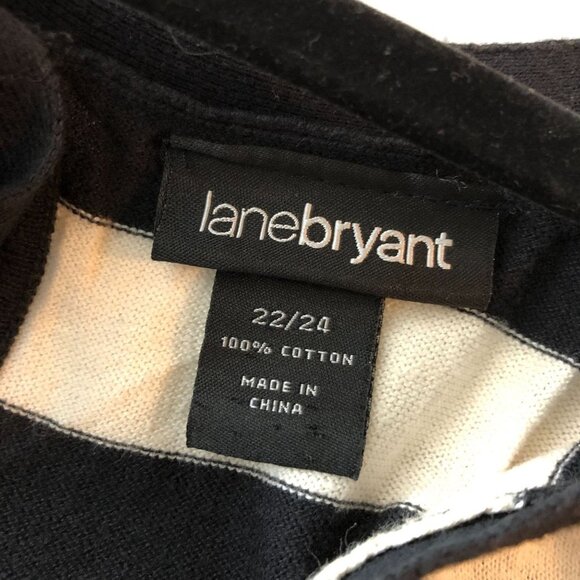 lanebryant
22/24
100% COTTON
MADE IN
CHINA